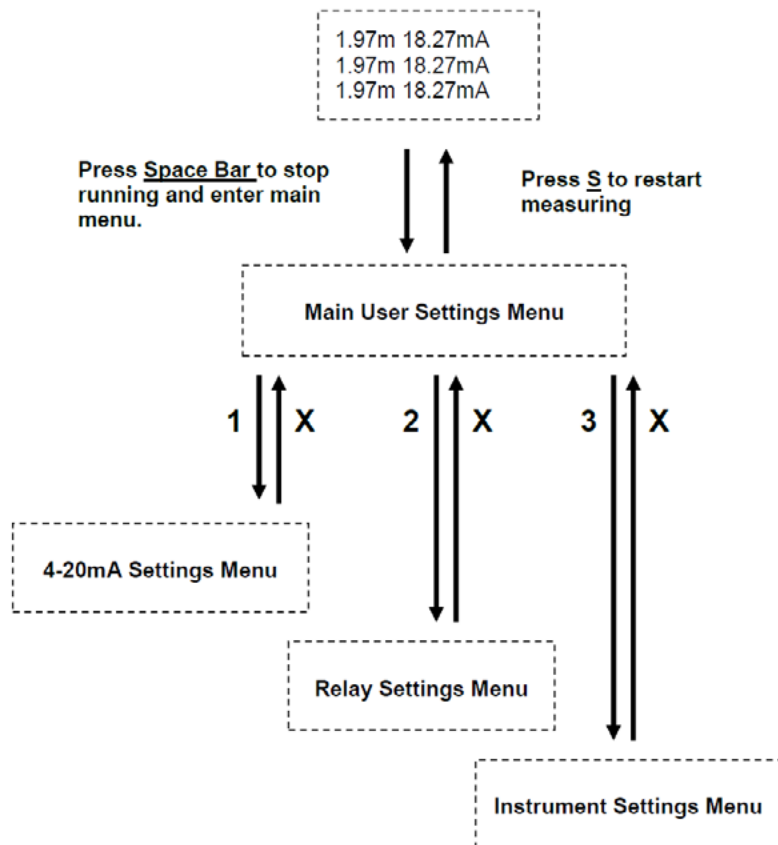 1.97m 18.27mA
1.97m 18.27mA
1.97m 18.27mA
Press Space Bar to stop
running and enter main
menu.
Press S to restart
measuring
Main User Settings Menu
1 X 2 X 3 X
4-20mA Settings Menu
Relay Settings Menu
Instrument Settings Menu